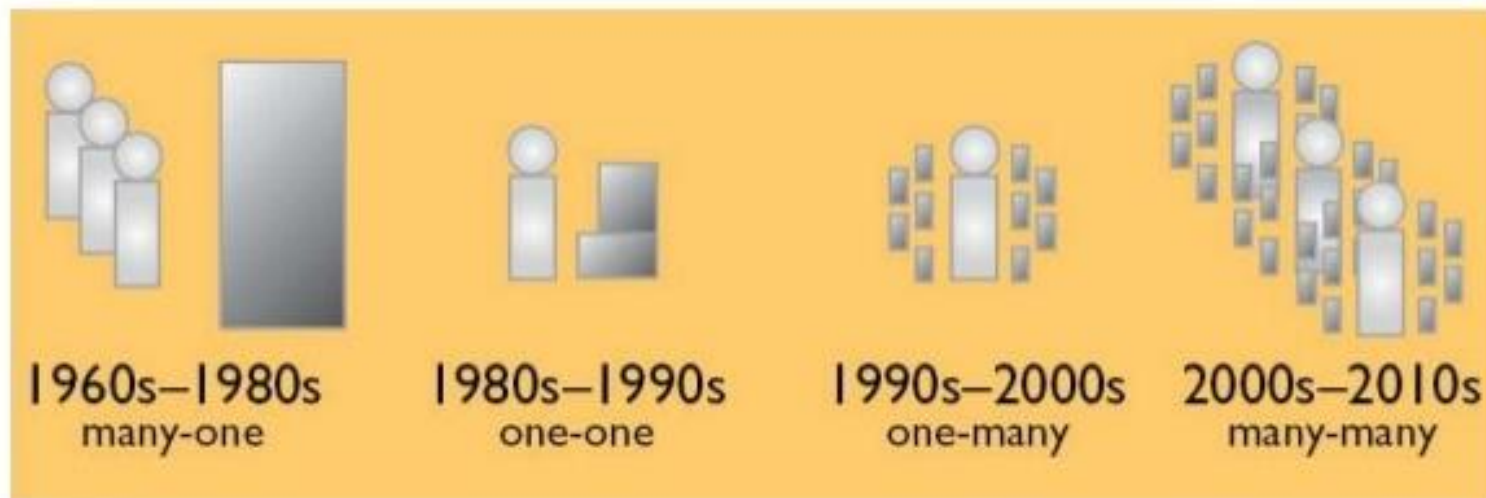 1960s–1980s
many-one
1980s–1990s
one-one
1990s–2000s
one-many
2000s–2010s
many-many